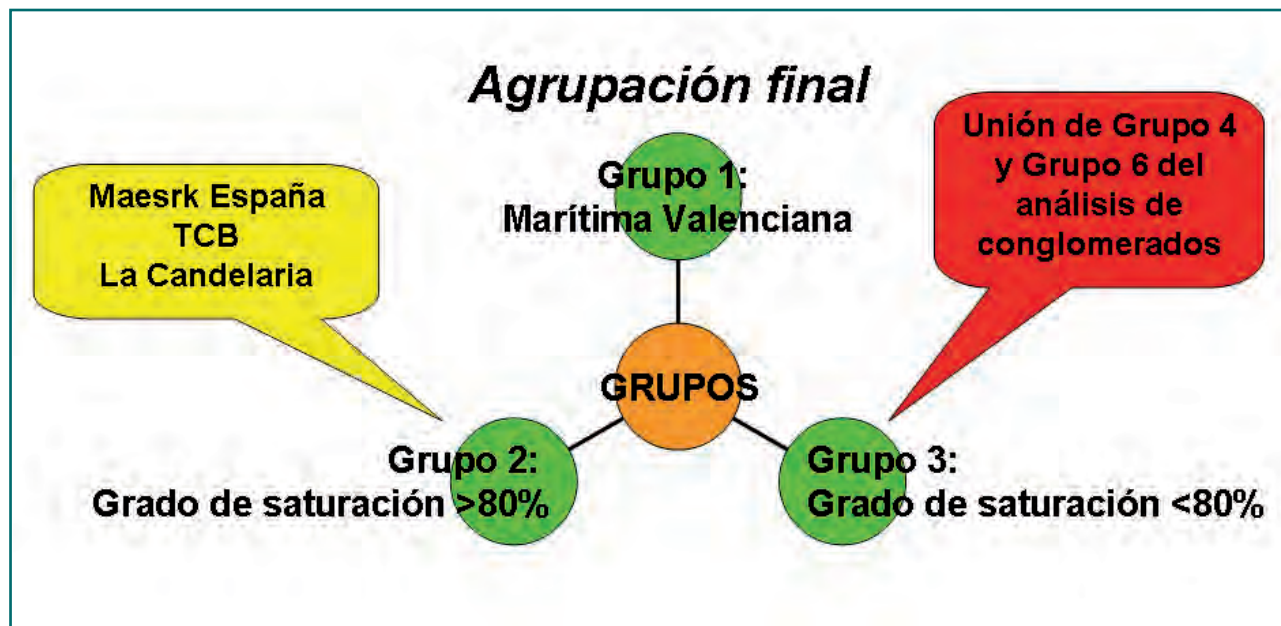 Agrupación final
Maesrk España
TCB
La Candelaria
Grupo 1:
Marítima Valenciana
Unión de Grupo 4
y Grupo 6 del
análisis de
conglomerados
GRUPOS
Grupo 2:
Grado de saturación >80%
Grupo 3:
Grado de saturación <80%